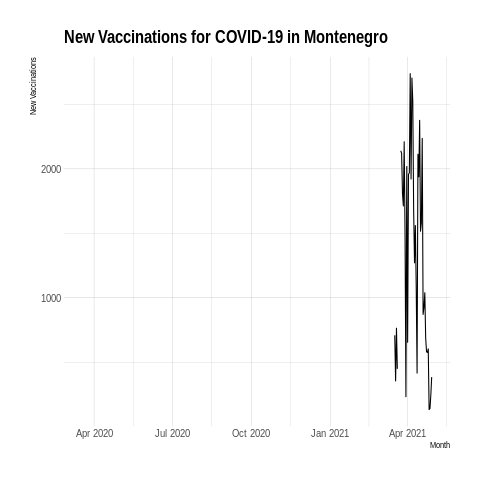 New Vaccinations for COVID-19 in Montenegro
New Vaccinations
2000
1000
Apr 2020 Jul 2020 Oct 2020 Jan 2021 Apr 2021
Month